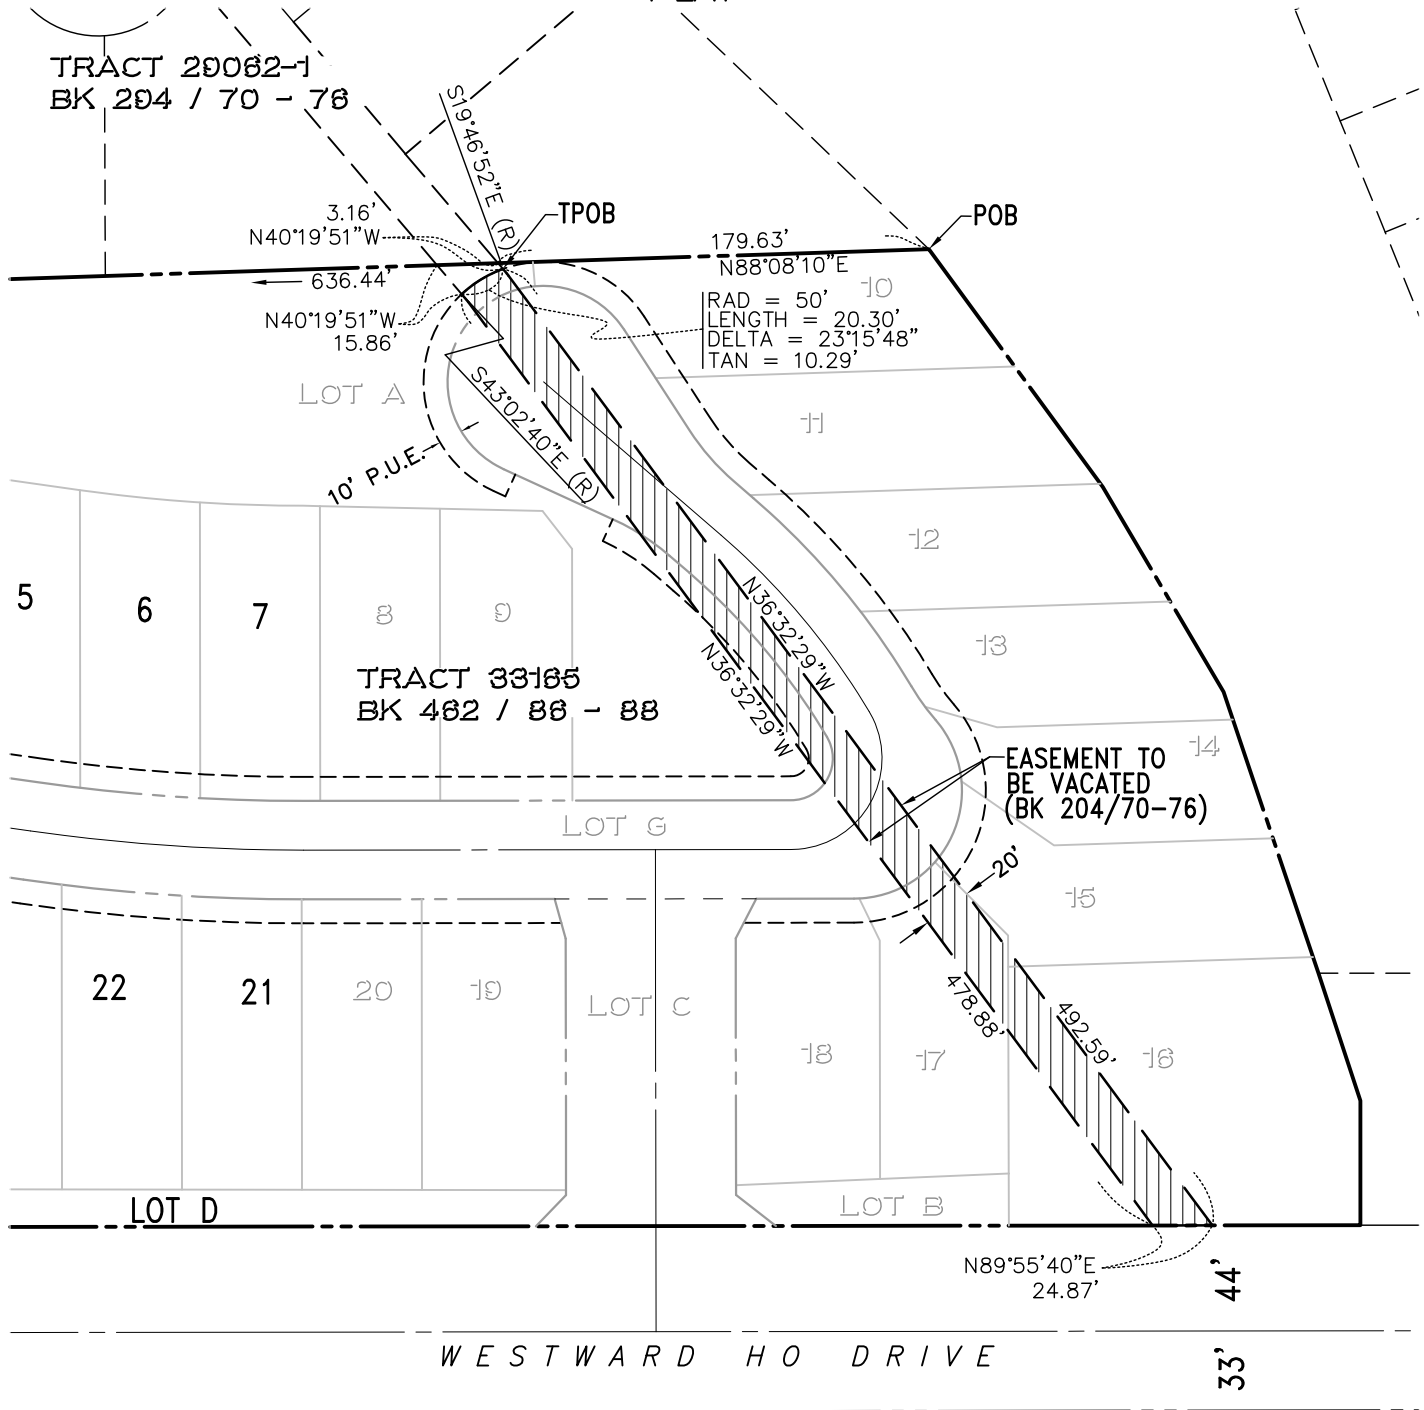 TRACT 29062-1
BK 294 / 70 - 76
S19°46'52"E (R)
TPOB
POB
3.16'
N40°19'51"W
179.63'
N88°08'10"E
636.44'
N40°19'51"W
15.86'
RAD = 50'
LENGTH = 20.30'
DELTA = 23°15'48"
TAN = 10.29'
10
LOT A
S43°02'40"E (R)
11
10' P.U.E.
12
5
6
7
8
9
N36°32'29"W
N36°32'29"W
13
TRACT 33165
BK 462 / 86 - 88
14
EASEMENT TO
BE VACATED
(BK 204/70-76)
LOT G
20'
15
22
21
20
19
LOT C
478.88'
492.59'
18
17
16
LOT D
LOT B
N89°55'40"E
24.87'
44'
WESTWARD HO DRIVE
33'